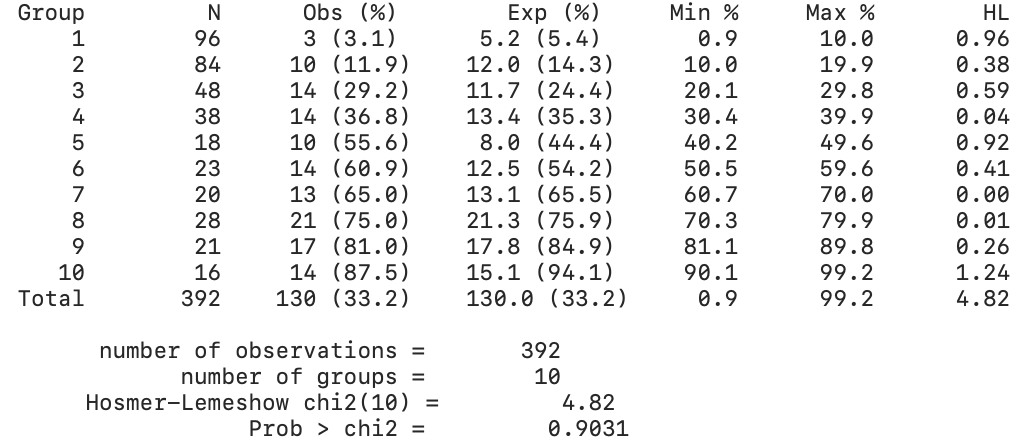 Group N Obs (%) Exp (%) Min % Max % HL
1 96 3 (3.1) 5.2 (5.4) 0.9 10.0 0.96
2 84 10 (11.9) 12.0 (14.3) 10.0 19.9 0.38
3 48 14 (29.2) 11.7 (24.4) 20.1 29.8 0.59
4 38 14 (36.8) 13.4 (35.3) 30.4 39.9 0.04
5 18 10 (55.6) 8.0 (44.4) 40.2 49.6 0.92
6 23 14 (60.9) 12.5 (54.2) 50.5 59.6 0.41
7 20 13 (65.0) 13.1 (65.5) 60.7 70.0 0.00
8 28 21 (75.0) 21.3 (75.9) 70.3 79.9 0.01
9 21 17 (81.0) 17.8 (84.9) 81.1 89.8 0.26
10 16 14 (87.5) 15.1 (94.1) 90.1 99.2 1.24
Total 392 130 (33.2) 130.0 (33.2) 0.9 99.2 4.82
number of observations = 392
number of groups = 10
Hosmer-Lemeshow chi2(10) = 4.82
Prob > chi2 = 0.9031